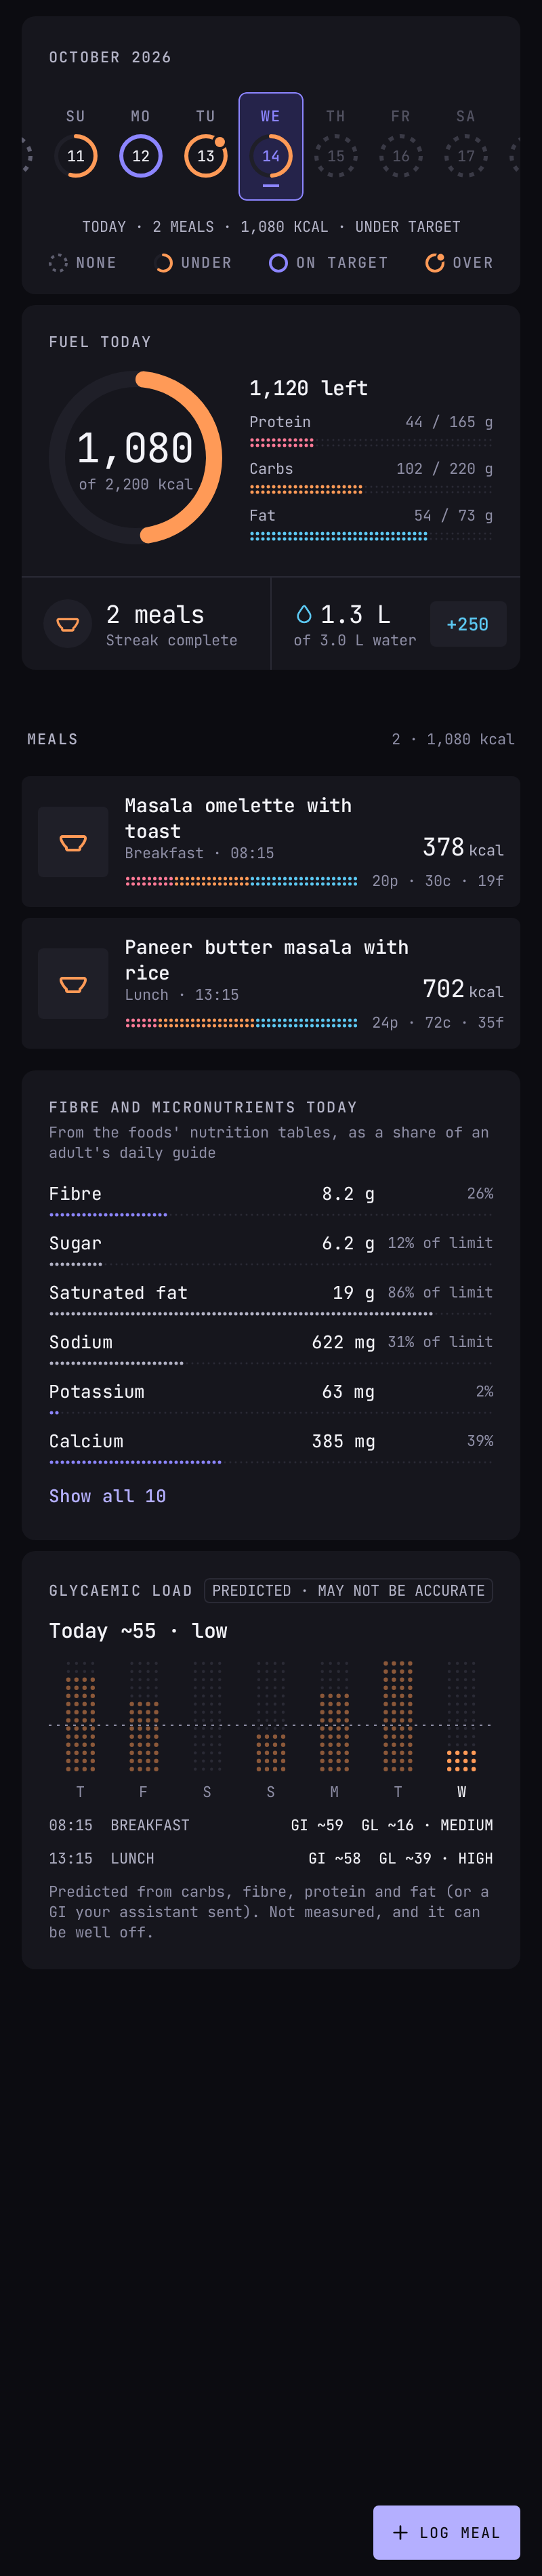 OCTOBER 2026
SU MO TU WE TH FR SA
11 12 13 14 15 16 17
TODAY · 2 MEALS · 1,080 KCAL · UNDER TARGET
NONE UNDER ON TARGET OVER
FUEL TODAY
1,080
of 2,200 kcal
1,120 left
Protein 44 / 165 g
Carbs 102 / 220 g
Fat 54 / 73 g
2 meals
Streak complete
1.3 L
of 3.0 L water
+250
MEALS 2 · 1,080 kcal
Masala omelette with
toast
Breakfast · 08:15
378 kcal
20p · 30c · 19f
Paneer butter masala with
rice
Lunch · 13:15
702 kcal
24p · 72c · 35f
FIBRE AND MICRONUTRIENTS TODAY
From the foods' nutrition tables, as a share of an
adult's daily guide
Fibre 8.2 g 26%
Sugar 6.2 g 12% of limit
Saturated fat 19 g 86% of limit
Sodium 622 mg 31% of limit
Potassium 63 mg 2%
Calcium 385 mg 39%
Show all 10
GLYCAEMIC LOAD PREDICTED · MAY NOT BE ACCURATE
Today ~55 · low
T F S S M T W
08:15 BREAKFAST GI ~59 GL ~16 · MEDIUM
13:15 LUNCH GI ~58 GL ~39 · HIGH
Predicted from carbs, fibre, protein and fat (or a
GI your assistant sent). Not measured, and it can
be well off.
+ LOG MEAL